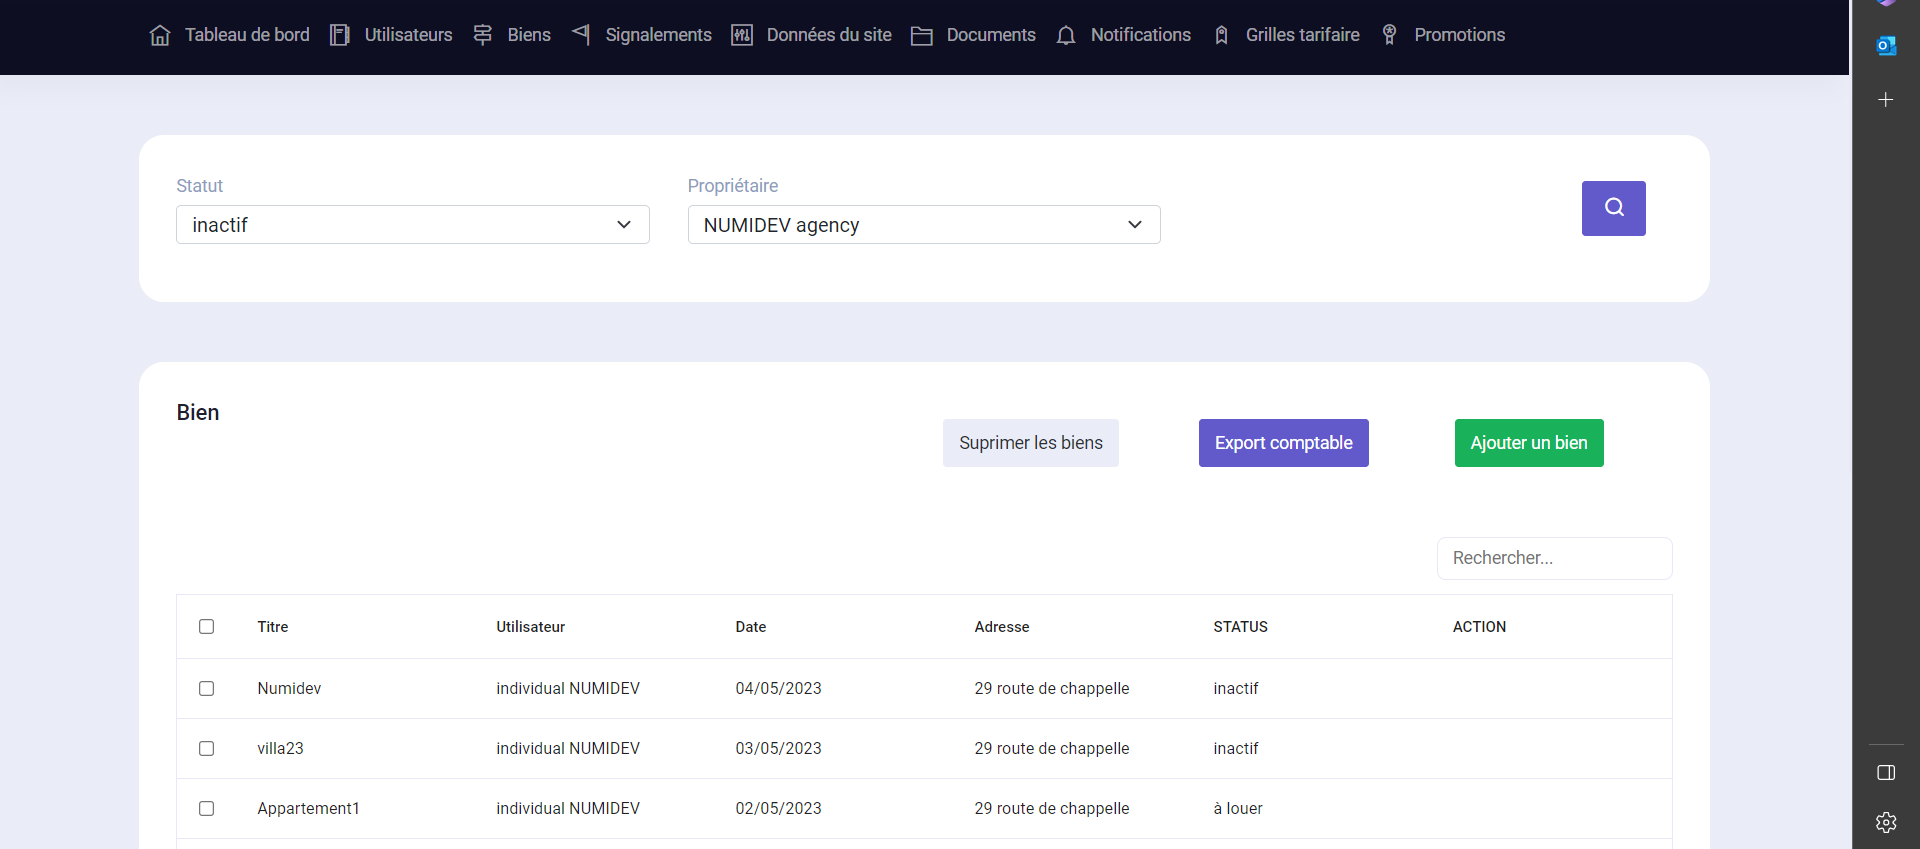 Tableau de bord Utilisateurs Biens Signalements Données du site Documents Notifications Grilles tarifaire Promotions
Statut Propriétaire
inactif NUMIDEV agency
Bien
Suprimer les biens Export comptable Ajouter un bien
Rechercher...
Titre Utilisateur Date Adresse STATUS ACTION
Numidev individual NUMIDEV 04/05/2023 29 route de chappelle inactif
villa23 individual NUMIDEV 03/05/2023 29 route de chappelle inactif
Appartement1 individual NUMIDEV 02/05/2023 29 route de chappelle à louer